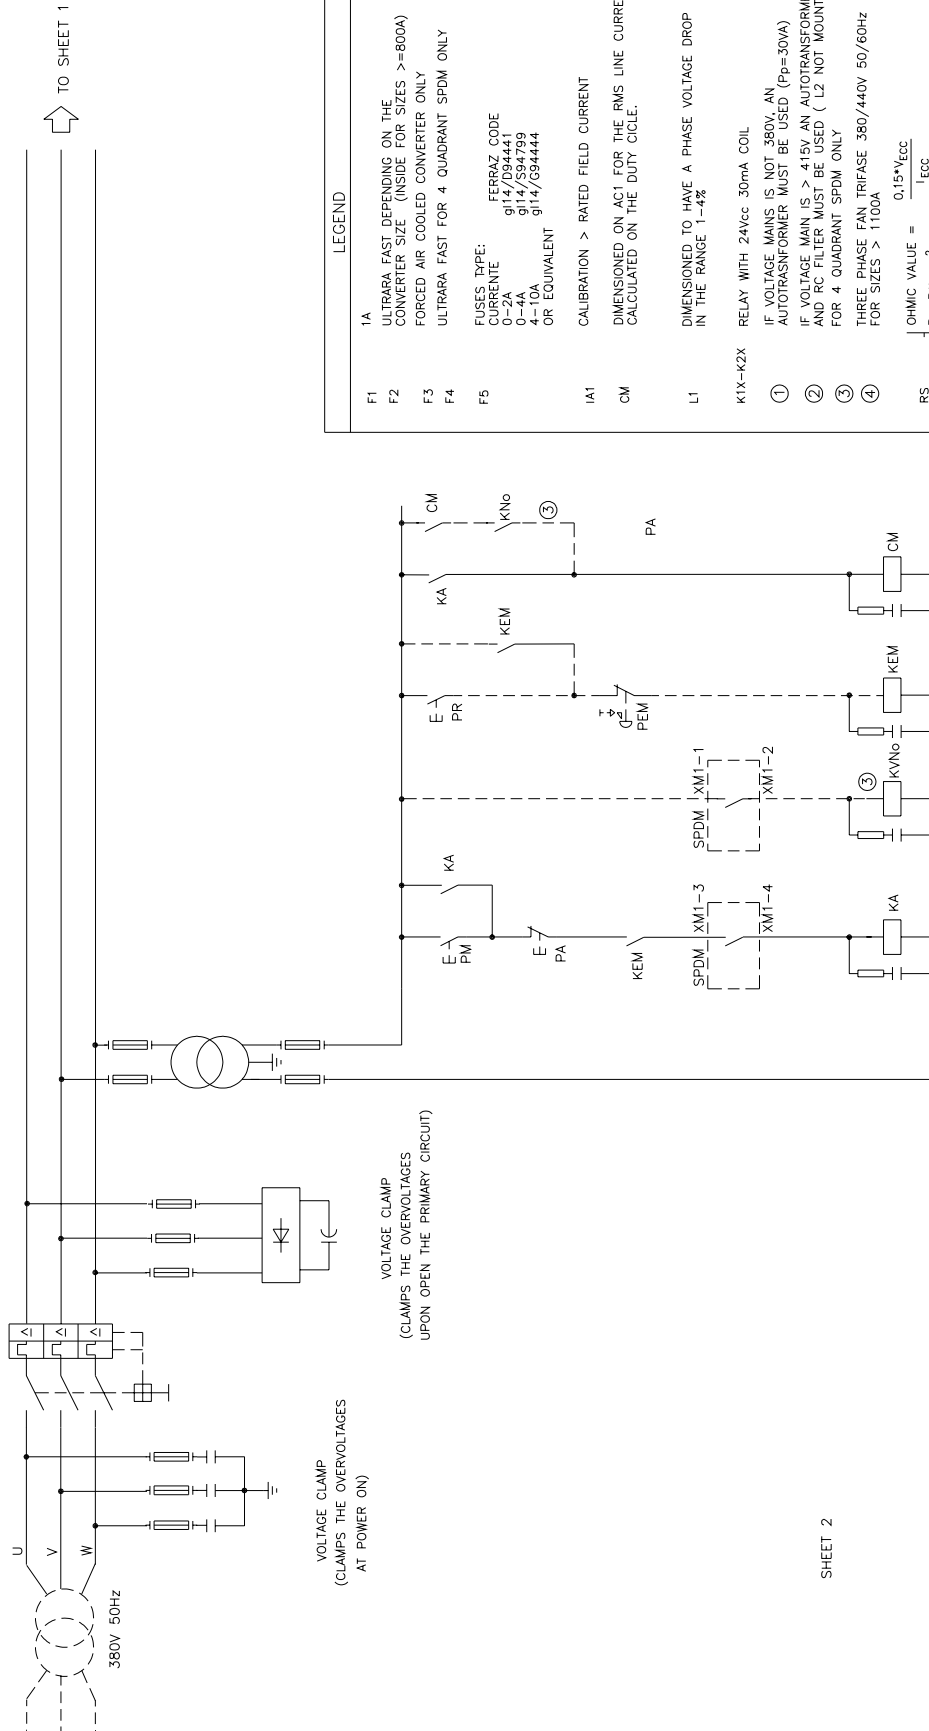 TO SHEET 1
LEGEND
F1 1A
F2 ULTRARA FAST DEPENDING ON THE
CONVERTER SIZE (INSIDE FOR SIZES >=800A)
F3 FORCED AIR COOLED CONVERTER ONLY
F4 ULTRARA FAST FOR 4 QUADRANT SPDM ONLY
F5 FUSES TYPE:
CURRENTE FERRAZ CODE
0-2A gI14/D94441
0-4A gI14/S94799
4-10A gI14/G94444
OR EQUIVALENT
IA1 CALIBRATION > RATED FIELD CURRENT
CM DIMENSIONED ON AC1 FOR THE RMS LINE CURRE
CALCULATED ON THE DUTY CICLE.
L1 DIMENSIONED TO HAVE A PHASE VOLTAGE DROP
IN THE RANGE 1-4%
K1X-K2X RELAY WITH 24Vcc 30mA COIL
1 IF VOLTAGE MAINS IS NOT 380V, AN
AUTOTRASNFORMER MUST BE USED (Pp=30VA)
2 IF VOLTAGE MAIN IS > 415V AN AUTOTRANSFORM
AND RC FILTER MUST BE USED ( L2 NOT MOUNT
3 FOR 4 QUADRANT SPDM ONLY
4 THREE PHASE FAN TRIFASE 380/440V 50/60Hz
FOR SIZES > 1100A
RS OHMIC VALUE = 0,15*VECC
IECC
CM
KNo
3
PA
KA
CM
KEM
PR
PEM
KEM
SPDM XM1-1
XM1-2
3
KVNo
KA
PM
PA
KEM
SPDM XM1-3
XM1-4
KA
VOLTAGE CLAMP
(CLAMPS THE OVERVOLTAGES
UPON OPEN THE PRIMARY CIRCUIT)
VOLTAGE CLAMP
(CLAMPS THE OVERVOLTAGES
AT POWER ON)
U
V
W
380V 50Hz
SHEET 2